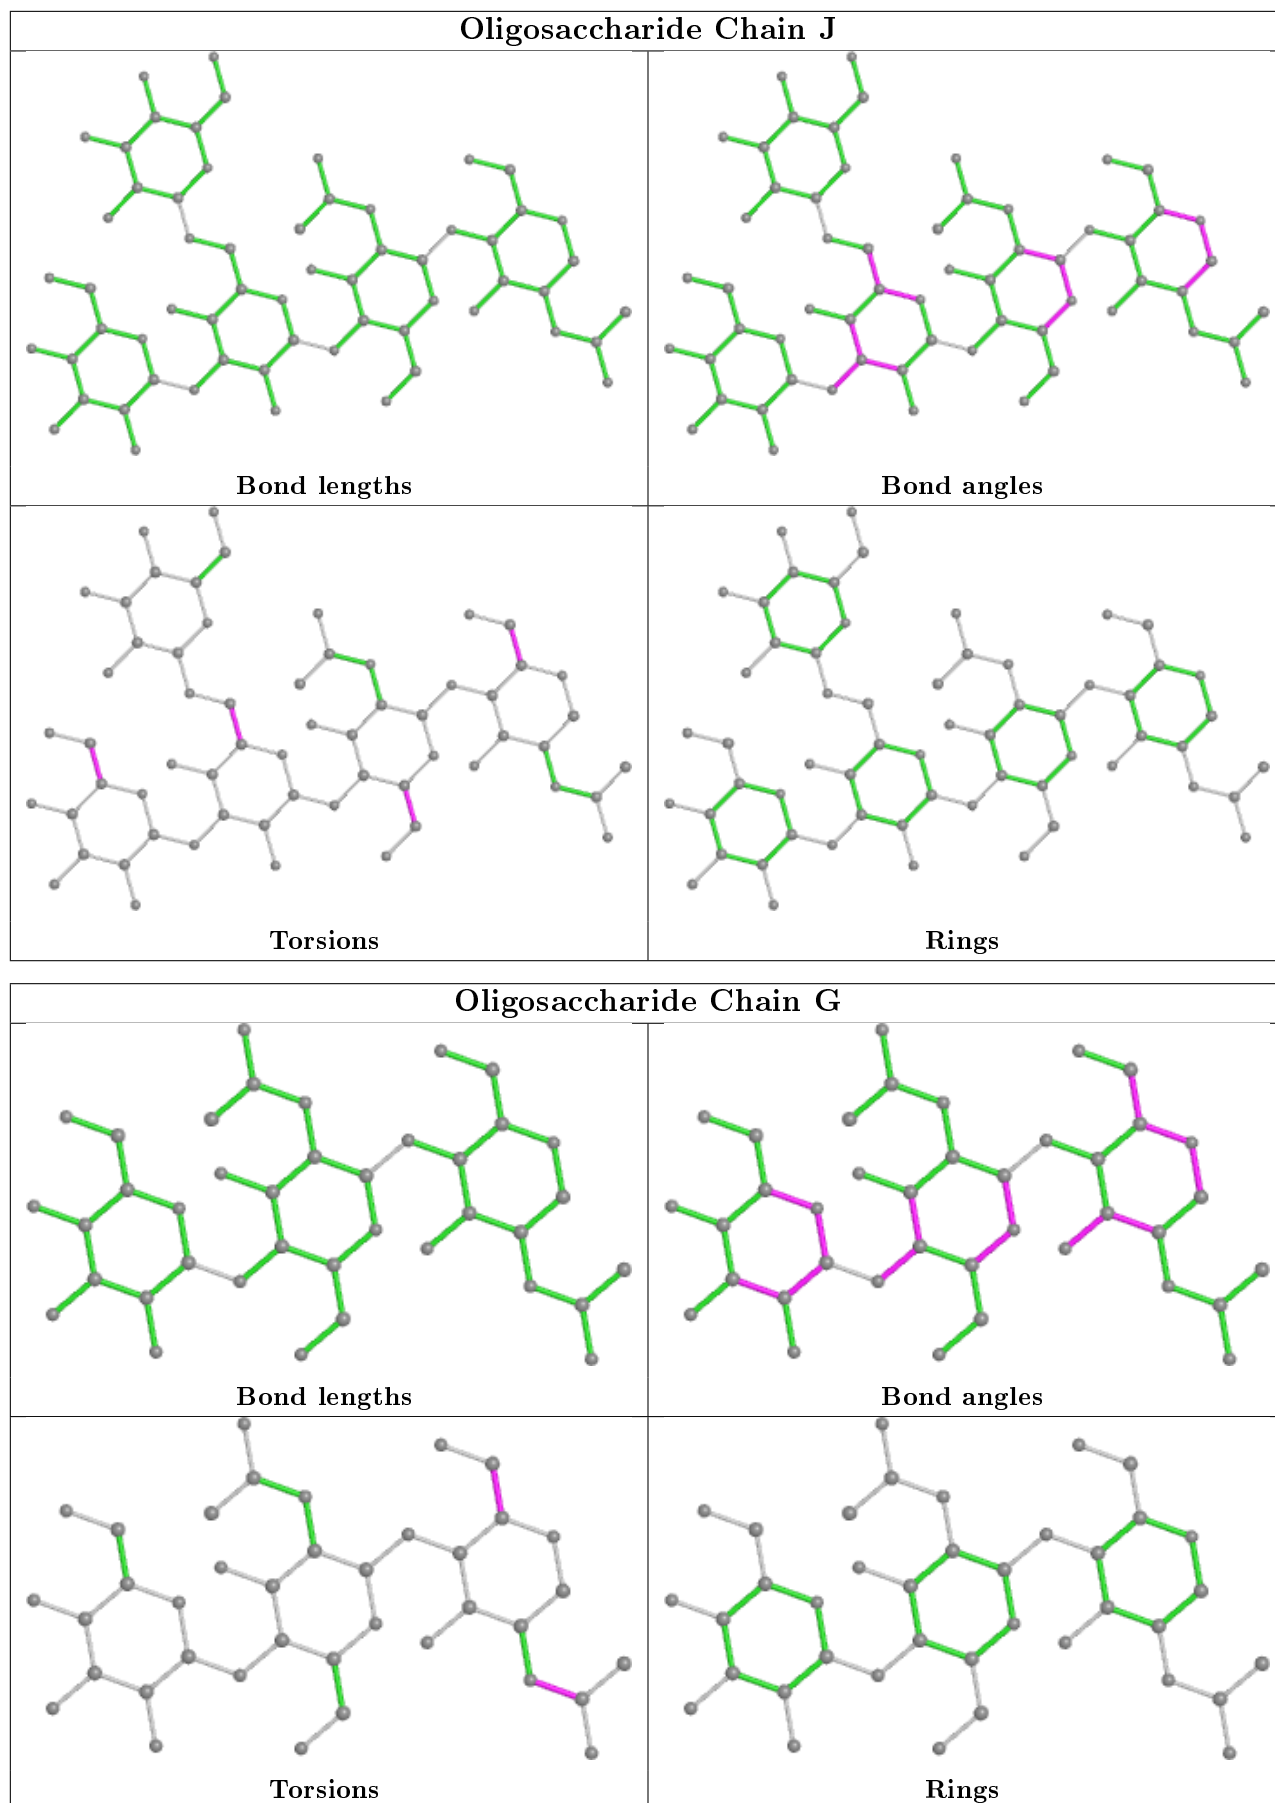 Oligosaccharide Chain J
Bond lengths
Bond angles
Torsions
Rings
Oligosaccharide Chain G
Bond lengths
Bond angles
Torsions
Rings